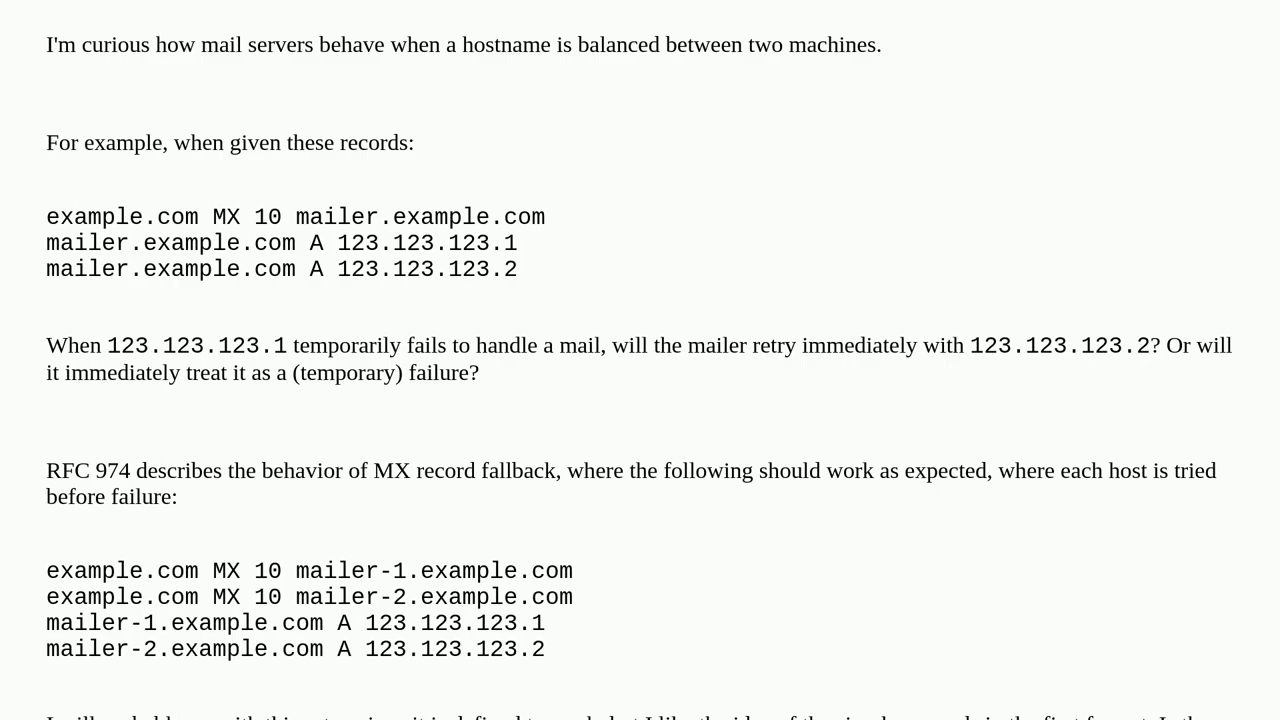 I'm curious how mail servers behave when a hostname is balanced between two machines.
For example, when given these records:
example.com MX 10 mailer.example.com
mailer.example.com A 123.123.123.1
mailer.example.com A 123.123.123.2
When 123.123.123.1 temporarily fails to handle a mail, will the mailer retry immediately with 123.123.123.2? Or will
it immediately treat it as a (temporary) failure?
RFC 974 describes the behavior of MX record fallback, where the following should work as expected, where each host is tried
before failure:
example.com MX 10 mailer-1.example.com
example.com MX 10 mailer-2.example.com
mailer-1.example.com A 123.123.123.1
mailer-2.example.com A 123.123.123.2